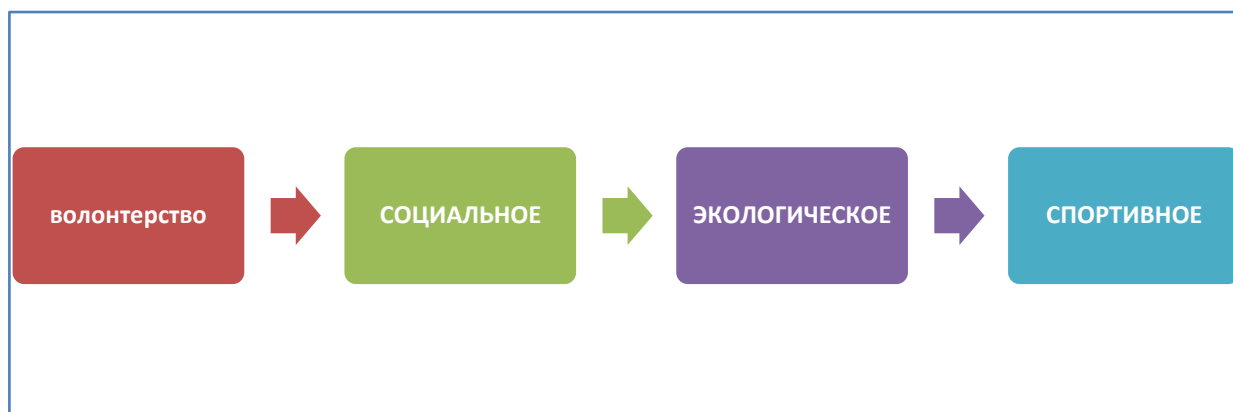 волонтерство
СОЦИАЛЬНОЕ
ЭКОЛОГИЧЕСКОЕ
СПОРТИВНОЕ